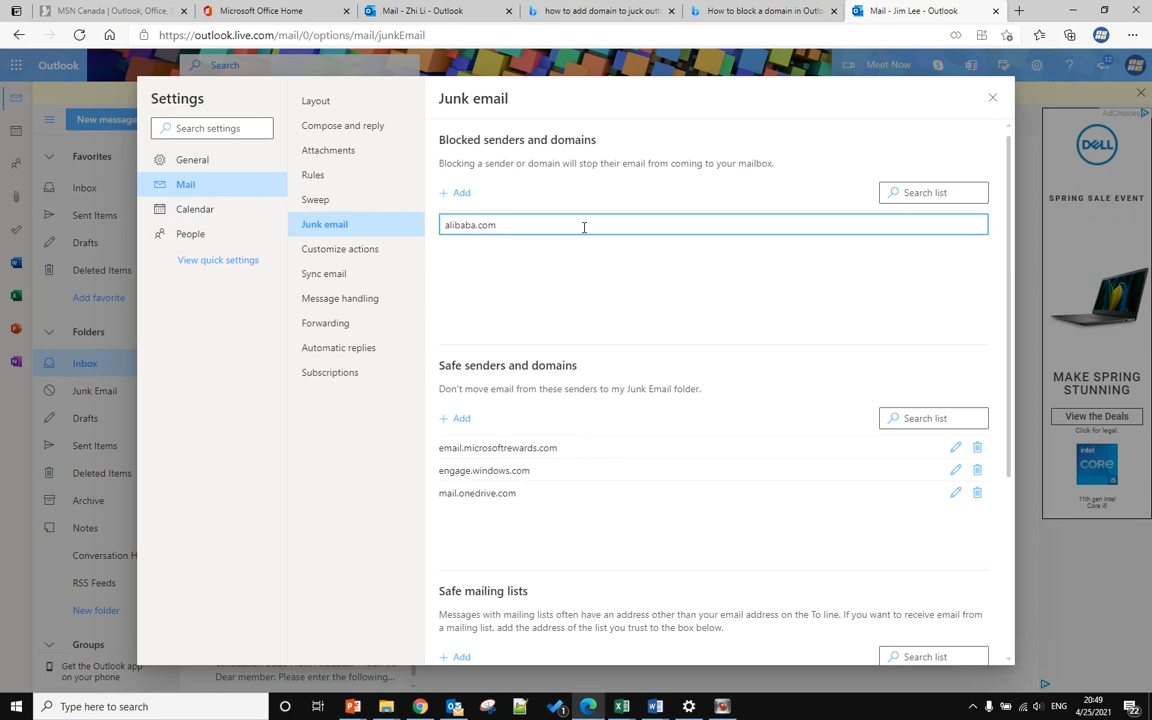 MSN Canada | Outlook, Office, S
Microsoft Office Home
Mail - Zhi Li - Outlook
how to add domain to juck outl
How to block a domain in Outloo
Mail - Jim Lee - Outlook
https://outlook.live.com/mail/0/options/mail/junkEmail
Outlook
Search
Meet Now
12
New message
Favorites
Inbox
Sent Items
Drafts
Deleted Items
Add favorite
Folders
Inbox
Junk Email
Drafts
Sent Items
Deleted Items
Archive
Notes
Conversation H
RSS Feeds
New folder
Groups
Get the Outlook app
on your phone
Settings
Search settings
General
Mail
Calendar
People
View quick settings
Layout
Compose and reply
Attachments
Rules
Sweep
Junk email
Customize actions
Sync email
Message handling
Forwarding
Automatic replies
Subscriptions
Junk email
Blocked senders and domains
Blocking a sender or domain will stop their email from coming to your mailbox.
Add
Search list
alibaba.com
Safe senders and domains
Don't move email from these senders to my Junk Email folder.
Add
Search list
email.microsoftrewards.com
engage.windows.com
mail.onedrive.com
Safe mailing lists
Messages with mailing lists often have an address other than your email address on the To line. If you want to receive email from
a mailing list, add the address of the list you trust to the box below.
Add
Search list
Dear member: Please enter the following...
AdChoices
DELL
SPRING SALE EVENT
MAKE SPRING
STUNNING
View the Deals
Click for legal.
intel
CORE
i5
11th gen Intel
Core i5
Type here to search
ENG
20:49
4/25/2021
22